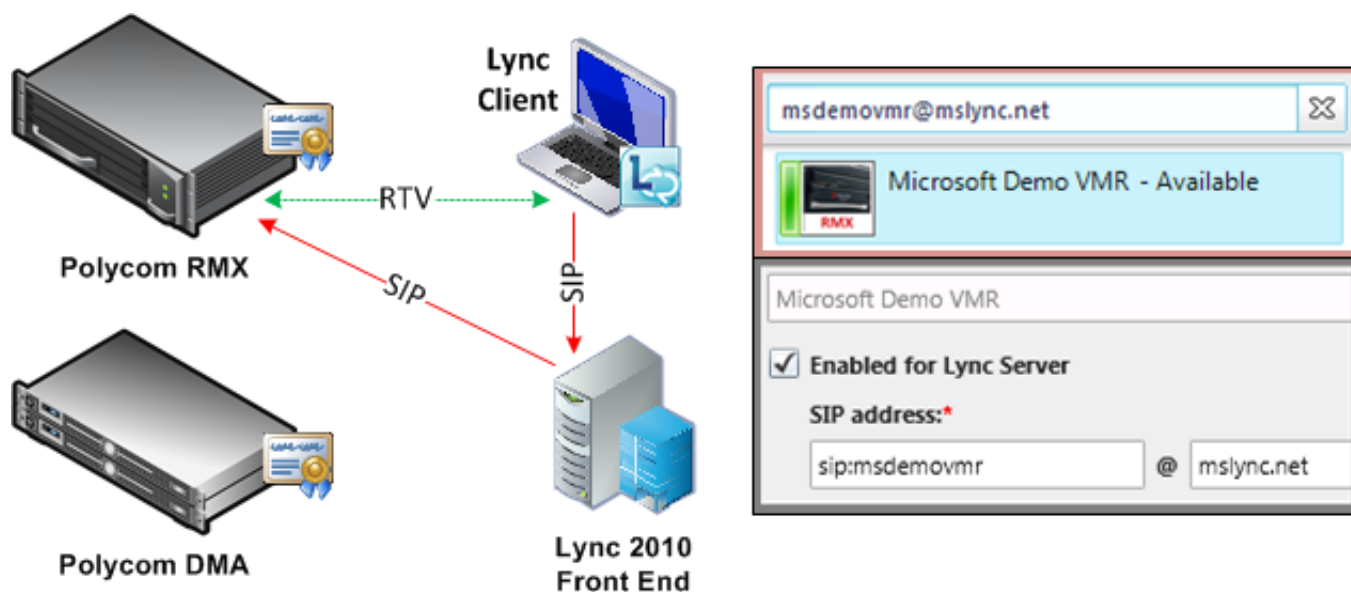 Lync
Client
RTV
Polycom RMX
SIP
SIP
Polycom DMA
Lync 2010
Front End
msdemovmr@mslync.net
Microsoft Demo VMR - Available
RMX
Microsoft Demo VMR
Enabled for Lync Server
SIP address:*
sip:msdemovmr @ mslync.net